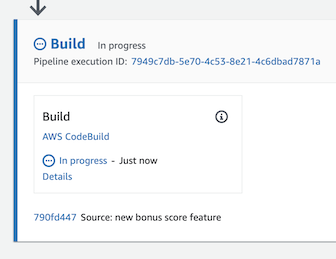 Build In progress
Pipeline execution ID: 7949c7db-5e70-4c53-8e21-4c6dbad7871a
Build
AWS CodeBuild
In progress - Just now
Details
790fd447 Source: new bonus score feature